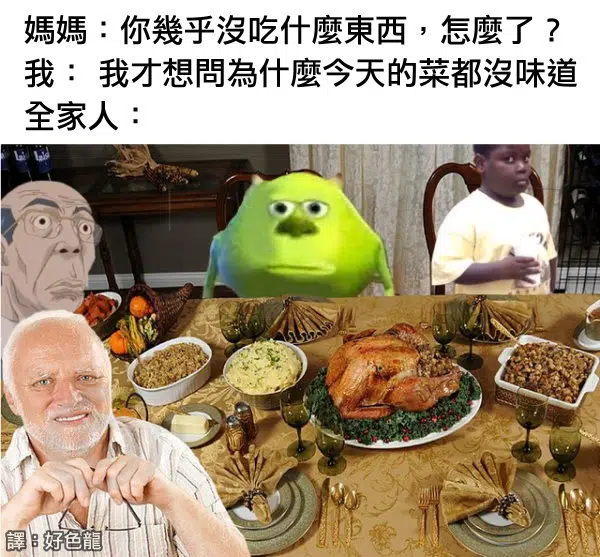 媽媽：你幾乎沒吃什麼東西，怎麼了？
我： 我才想問為什麼今天的菜都沒味道
全家人：
譯：好色龍